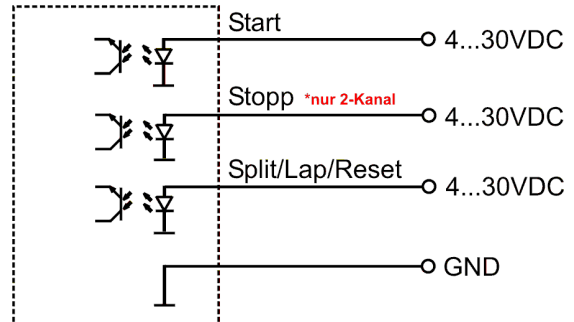 Start
4...30VDC
Stopp *nur 2-Kanal
4...30VDC
Split/Lap/Reset
4...30VDC
GND